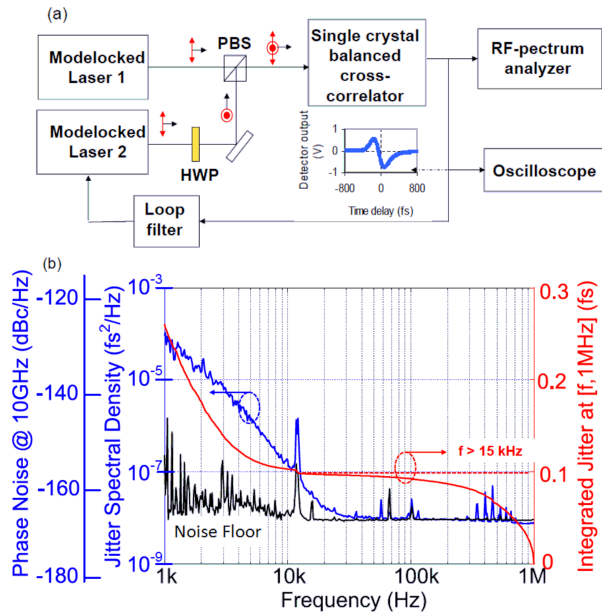 (a)
Modelocked
Laser 1
PBS
Single crystal
balanced
cross-
correlator
RF-pectrum
analyzer
Modelocked
Laser 2
HWP
Detector output
(V)
1
0
-1
-800
0
800
Time delay (fs)
Oscilloscope
Loop
filter
(b)
Phase Noise @ 10GHz (dBc/Hz)
-120
-140
-160
-180
Jitter Spectral Density (fs²/Hz)
10⁻³
10⁻⁵
10⁻⁷
10⁻⁹
f > 15 kHz
Noise Floor
0.3
0.2
0.1
0
Integrated Jitter at [f,1MHz] (fs)
1k
10k
100k
1M
Frequency (Hz)